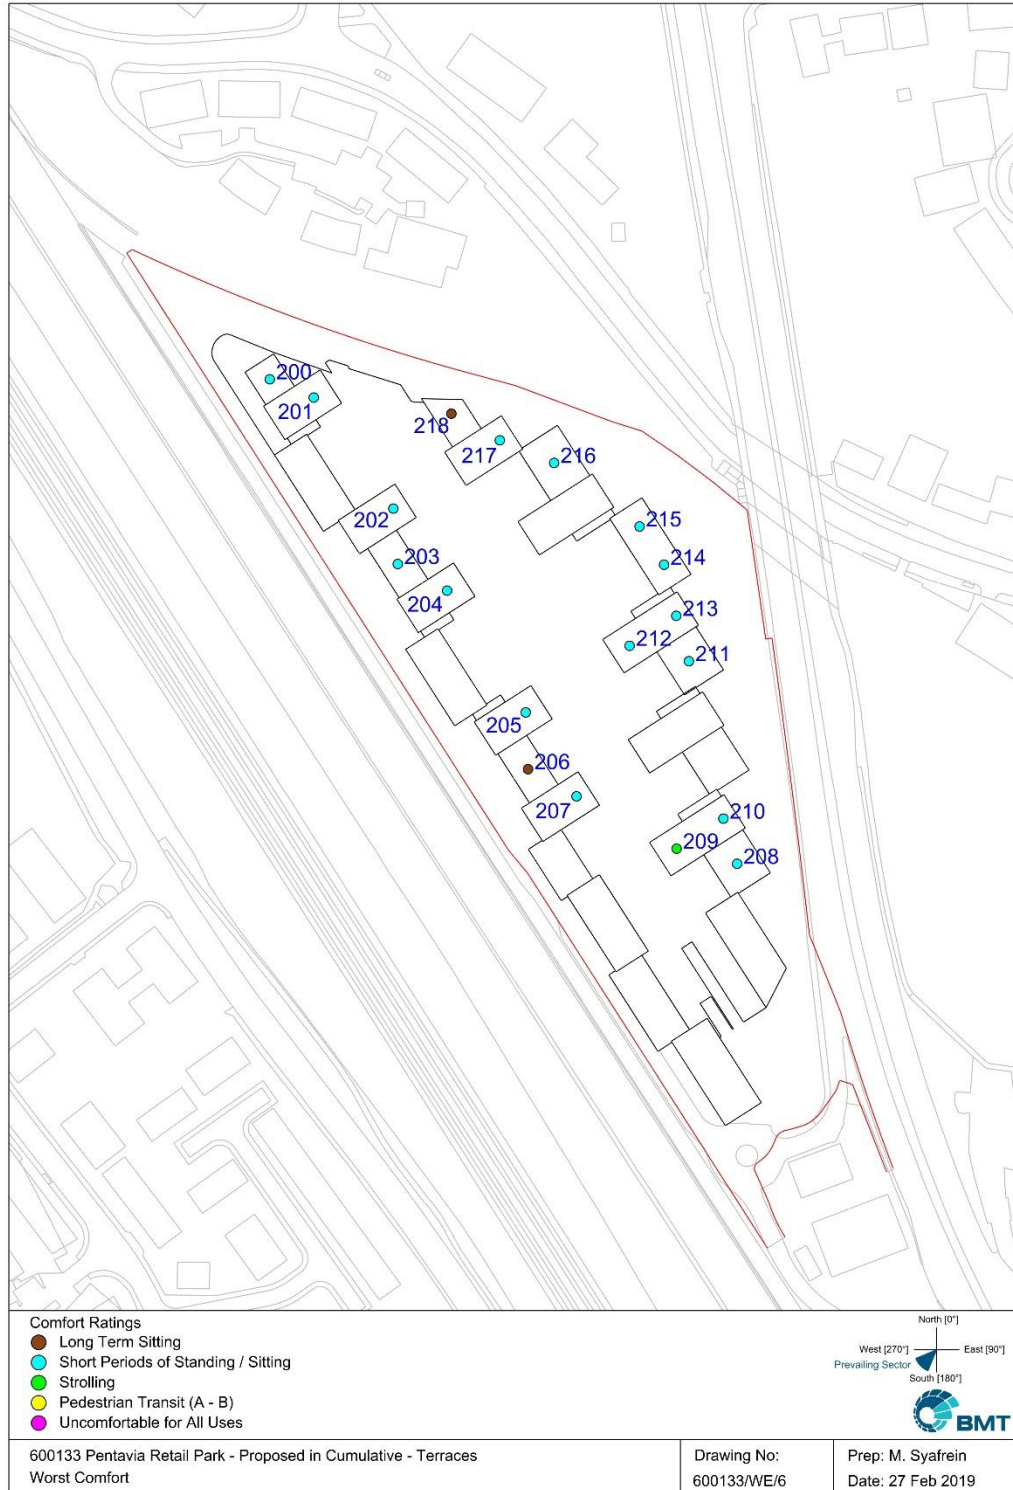 200
201
218
217
216
202
215
203
214
204
213
212
211
205
206
207
210
209
208
Comfort Ratings
Long Term Sitting
Short Periods of Standing / Sitting
Strolling
Pedestrian Transit (A - B)
Uncomfortable for All Uses
North [0°]
West [270°]
East [90°]
Prevailing Sector
South [180°]
BMT
600133 Pentavia Retail Park - Proposed in Cumulative - Terraces
Worst Comfort
Drawing No:
600133/WE/6
Prep: M. Syafrein
Date: 27 Feb 2019